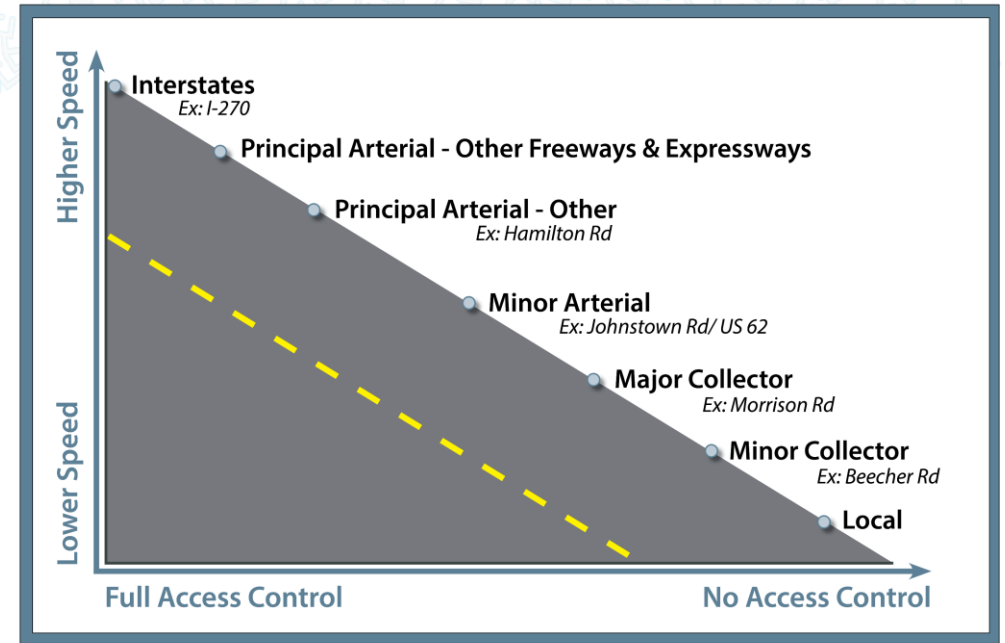 Higher Speed
Lower Speed
Interstates
Ex: I-270
Principal Arterial - Other Freeways & Expressways
Principal Arterial - Other
Ex: Hamilton Rd
Minor Arterial
Ex: Johnstown Rd/ US 62
Major Collector
Ex: Morrison Rd
Minor Collector
Ex: Beecher Rd
Local
Full Access Control
No Access Control